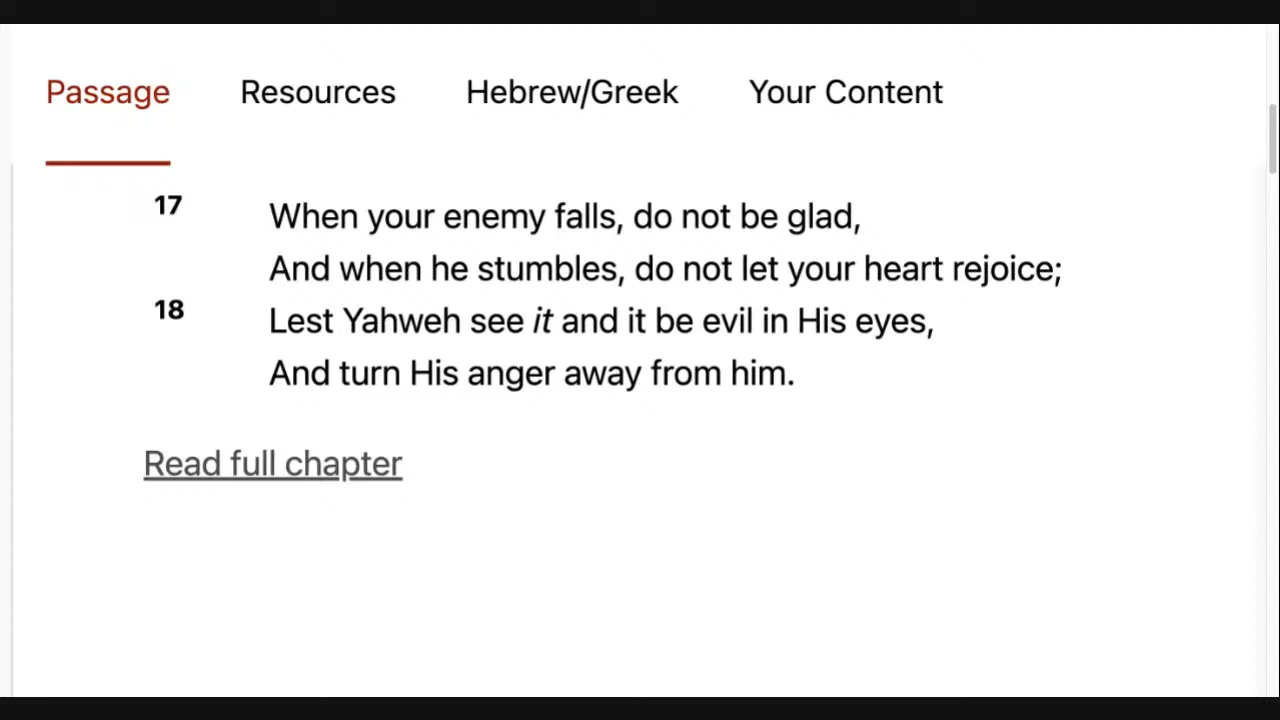 Passage Resources Hebrew/Greek Your Content
17 When your enemy falls, do not be glad,
And when he stumbles, do not let your heart rejoice;
18 Lest Yahweh see it and it be evil in His eyes,
And turn His anger away from him.
Read full chapter